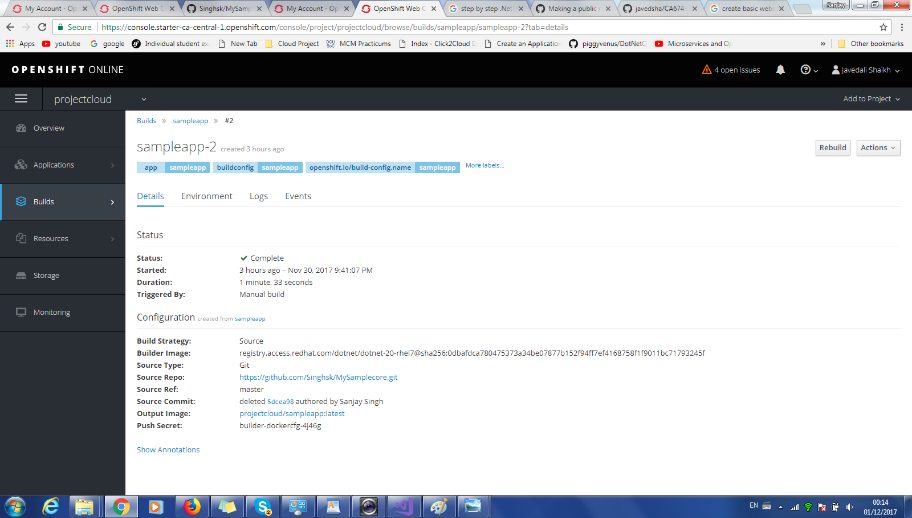 My Account - O
OpenShift Web C
Singhsk/MySamp
My Account - Op
OpenShift Web C
step by step .Net
Making a public
javedsha/CA674
create basic web
Sanjay
Secure
https://console.starter-ca-central-1.openshift.com/console/project/projectcloud/browse/builds/sampleapp/sampleapp-2?tab=details
Apps
youtube
google
Individual student ex
New Tab
Cloud Project
MCM Practicums
Index - Click2Cloud
Create an Application
piggyvenus/DotNet
Microservices and
»
Other bookmarks
OPENSHIFT ONLINE
4 open issues
Javedali Shaikh
projectcloud
Add to Project
Overview
Applications
Builds
Resources
Storage
Monitoring
Builds » sampleapp » #2
sampleapp-2 created 3 hours ago
Rebuild
Actions
app sampleapp buildconfig sampleapp openshift.io/build-config.name sampleapp More labels...
Details Environment Logs Events
Status
Status: Complete
Started: 3 hours ago – Nov 30, 2017 9:41:07 PM
Duration: 1 minute, 33 seconds
Triggered By: Manual build
Configuration created from sampleapp
Build Strategy: Source
Builder Image: registry.access.redhat.com/dotnet/dotnet-20-rhel7@sha256:0dbafdca780475373a34be07877b152f94ff7ef4168758f1f9011bc71793245f
Source Type: Git
Source Repo: https://github.com/Singhsk/MySamplecore.git
Source Ref: master
Source Commit: deleted 5dcea98 authored by Sanjay Singh
Output Image: projectcloud/sampleapp:latest
Push Secret: builder-dockercfg-4j46g
Show Annotations
EN
00:14
01/12/2017